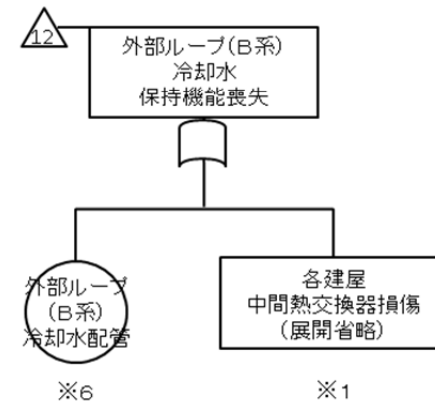 12
外部ループ(B系)
冷却水
保持機能喪失
外部ループ
(B系)
冷却水配管
※6
各建屋
中間熱交換器損傷
(展開省略)
※1